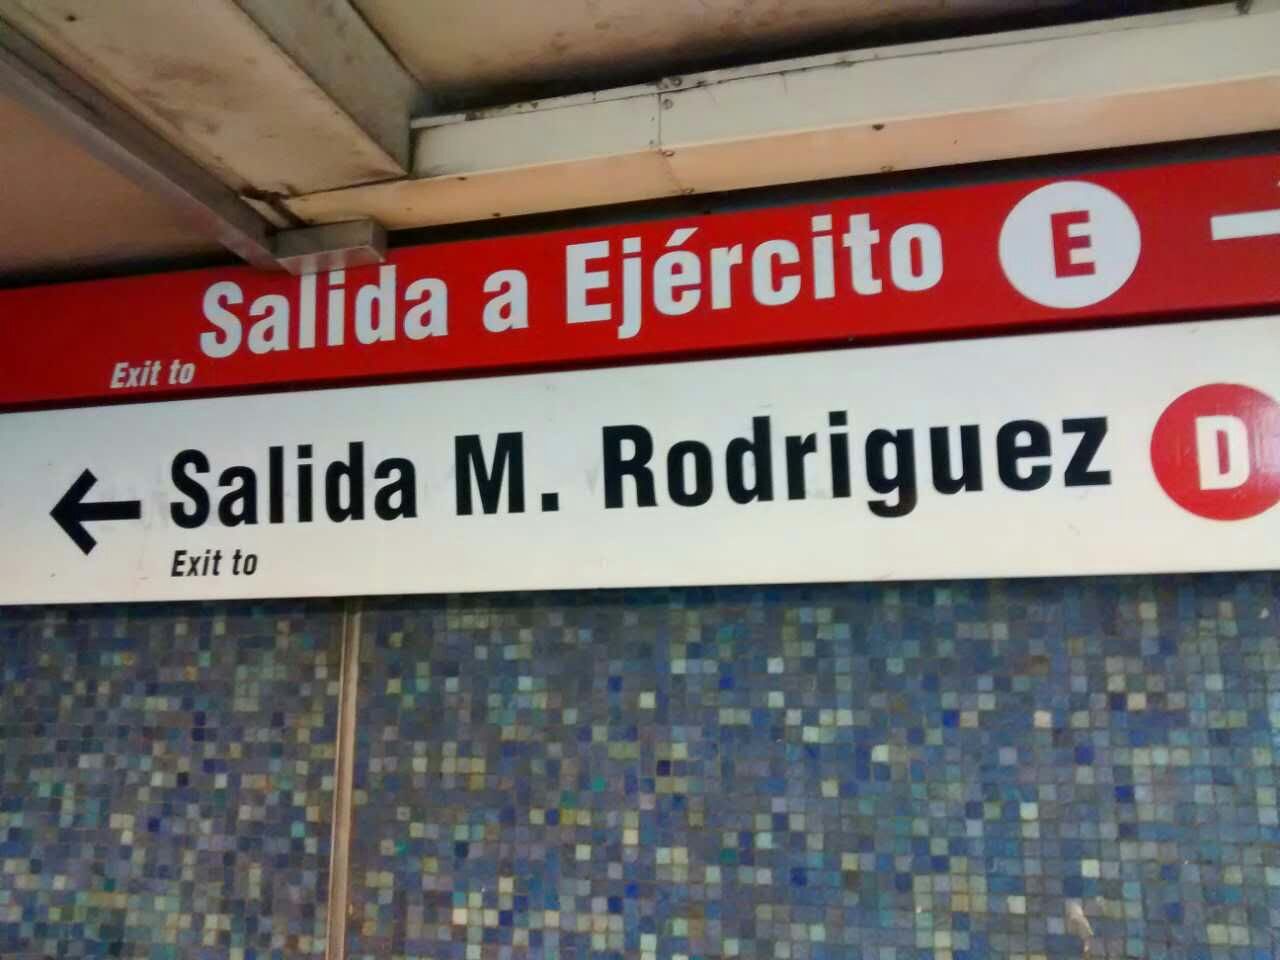 Salida a Ejército E
Exit to
← Salida M. Rodriguez D
Exit to